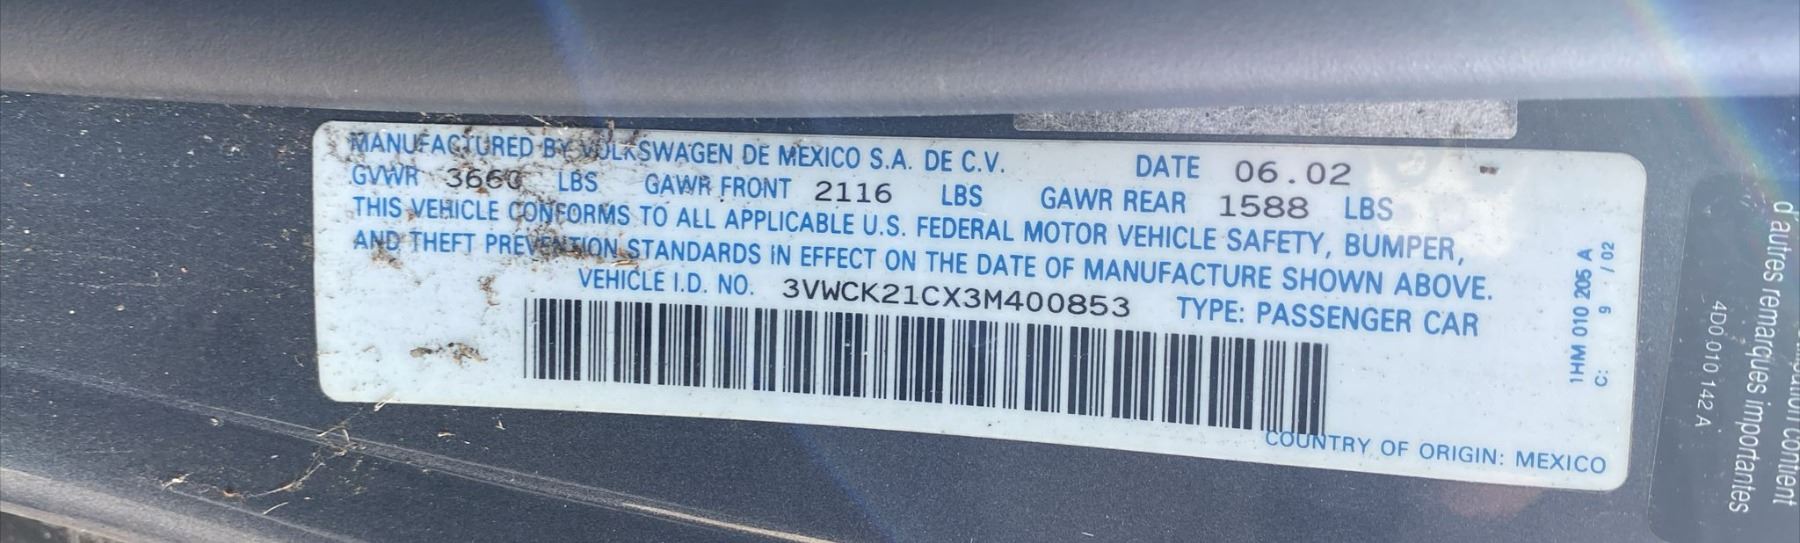 MANUFACTURED BY VOLKSWAGEN DE MEXICO S.A. DE C.V. DATE 06.02
GVWR 3660 LBS GAWR FRONT 2116 LBS GAWR REAR 1588 LBS
THIS VEHICLE CONFORMS TO ALL APPLICABLE U.S. FEDERAL MOTOR VEHICLE SAFETY, BUMPER,
AND THEFT PREVENTION STANDARDS IN EFFECT ON THE DATE OF MANUFACTURE SHOWN ABOVE.
VEHICLE I.D. NO. 3VWCK21CX3M400853 TYPE: PASSENGER CAR
COUNTRY OF ORIGIN: MEXICO
1HM 010 205 A
C: 9 / 02
contient
d'autres remarques importantes
4D0 010 142 A